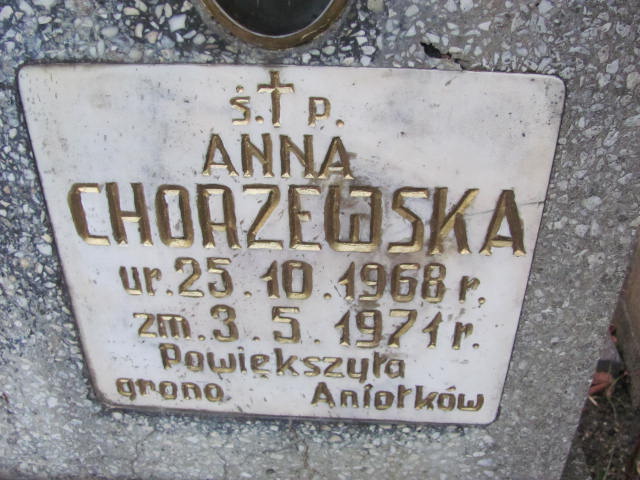 ś.†p.
ANNA
CHORZEWSKA
ur.25.10.1968 r.
zm.3.5.1971 r.
Powiększyła
grono Aniołków